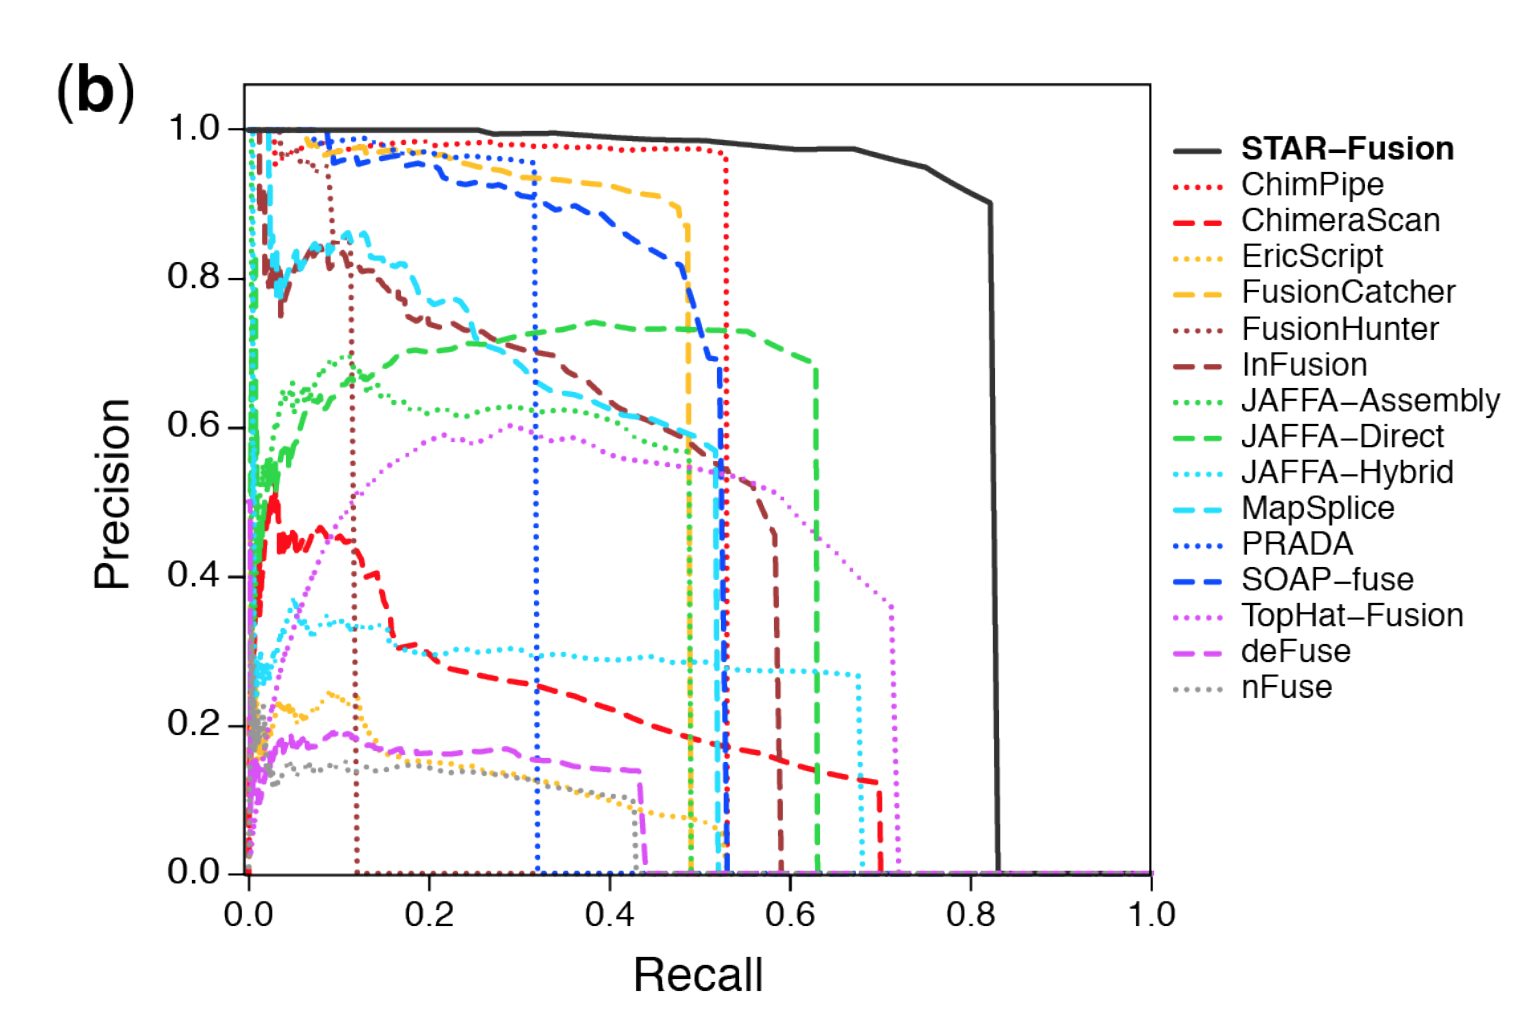 (b)
Precision
1.0
0.8
0.6
0.4
0.2
0.0
0.0 0.2 0.4 0.6 0.8 1.0
Recall
STAR−Fusion
ChimPipe
ChimeraScan
EricScript
FusionCatcher
FusionHunter
InFusion
JAFFA−Assembly
JAFFA−Direct
JAFFA−Hybrid
MapSplice
PRADA
SOAP−fuse
TopHat−Fusion
deFuse
nFuse